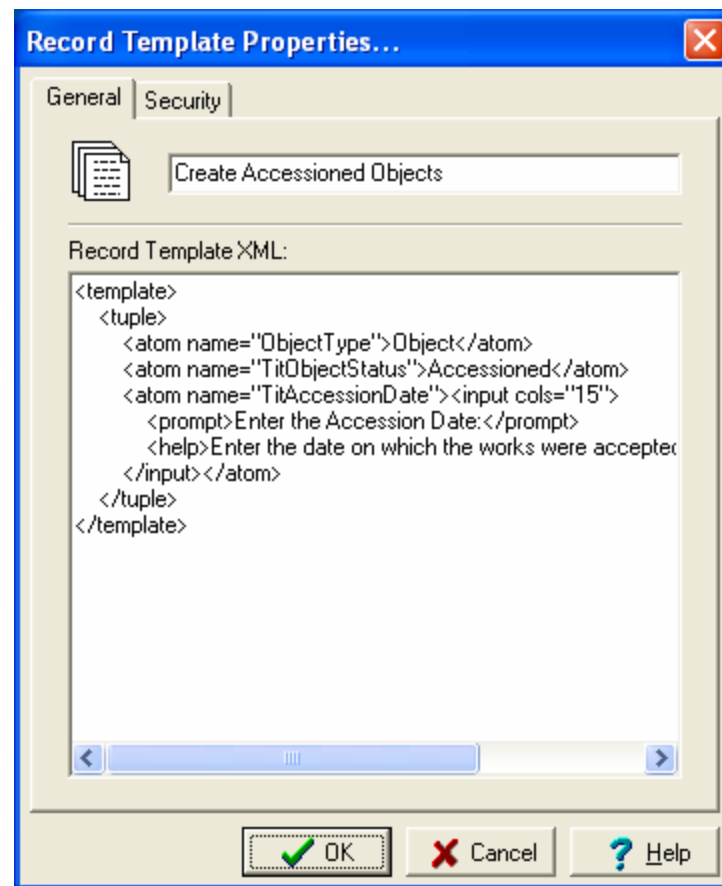 Record Template Properties...
General Security
Create Accessioned Objects
Record Template XML:
<template>
<tuple>
<atom name="ObjectType">Object</atom>
<atom name="TitObjectStatus">Accessioned</atom>
<atom name="TitAccessionDate"><input cols="15">
<prompt>Enter the Accession Date:</prompt>
<help>Enter the date on which the works were accepted
</input></atom>
</tuple>
</template>
OK Cancel Help